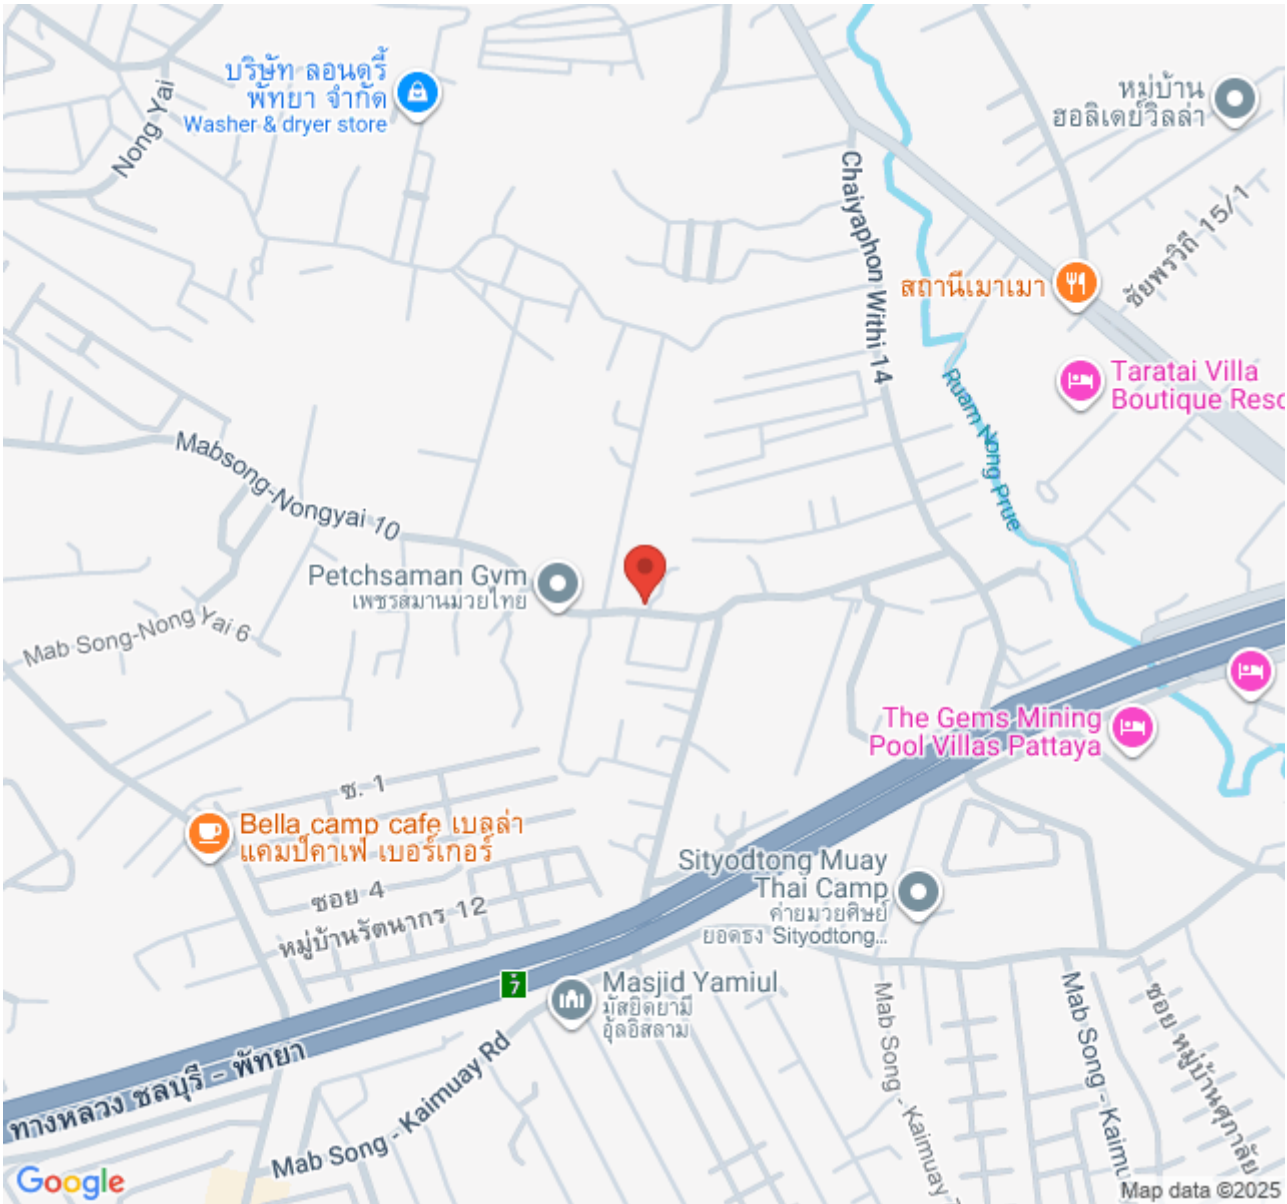 บริษัท ลอนดรี้
พัทยา จำกัด
Washer & dryer store
Nong Yai
หมู่บ้าน
ฮอลิเดย์วิลล่า
Chaiyaphon Withi 14
ชัยพรวิถี 15/1
สถานีเมาเมา
Taratai Villa
Boutique Reso
Ruam Nong Prue
Mabsong-Nongyai 10
Petchsaman Gym
เพชรสมานมวยไทย
Mab Song-Nong Yai 6
The Gems Mining
Pool Villas Pattaya
ซ. 1
Bella camp cafe เบลล่า
แคมป์คาเฟ่ เบอร์เกอร์
ซอย 4
หมู่บ้านรัตนากร 12
Sityodtong Muay
Thai Camp
ค่ายมวยศิษย์
ยอดธง Sityodtong...
7
Masjid Yamiul
มัสยิดยามี
อุ้ลอิสลาม
Mab Song - Kaimuay
Mab Song - Kaimu
ซอย หมู่บ้านศุภาลัย
ทางหลวง ชลบุรี - พัทยา
Mab Song - Kaimuay Rd
Google
Map data ©2025